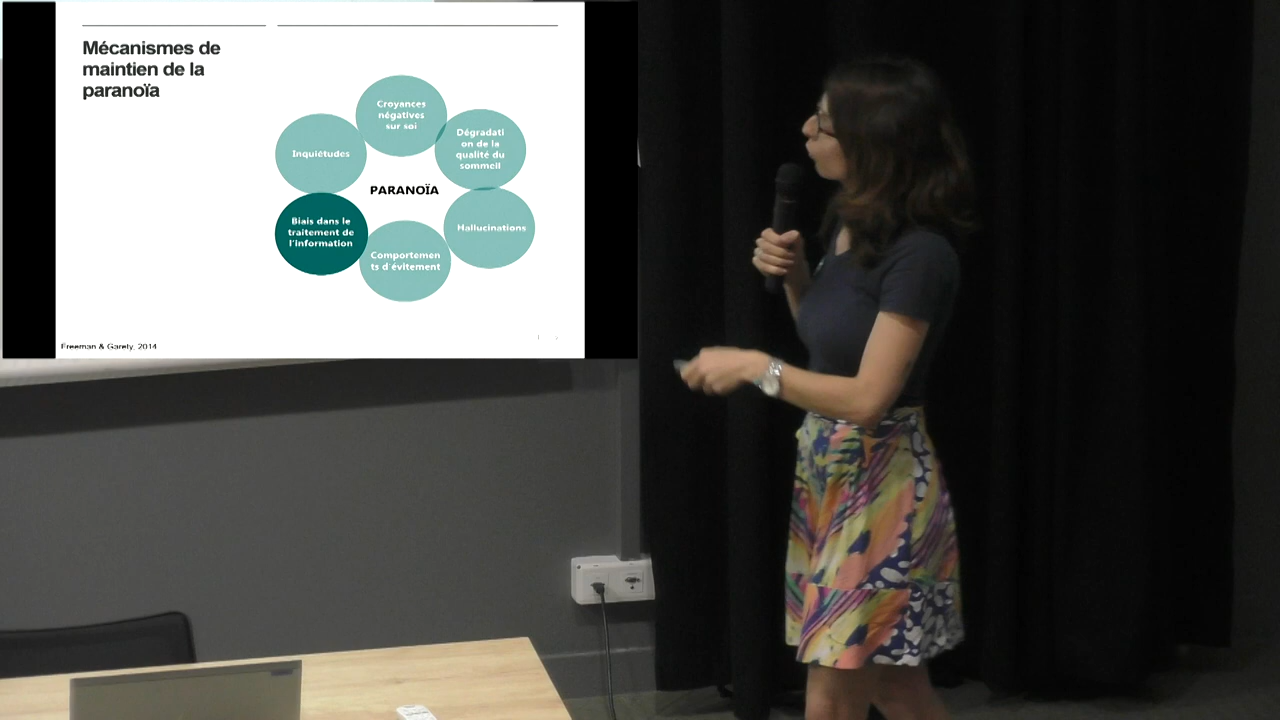 Mécanismes de
maintien de la
paranoïa
Croyances
négatives
sur soi
Dégradati
on de la
qualité du
sommeil
Inquiétudes
PARANOÏA
Biais dans le
traitement de
l'information
Hallucinations
Comportemen
ts d'évitement
Freeman & Garety, 2014